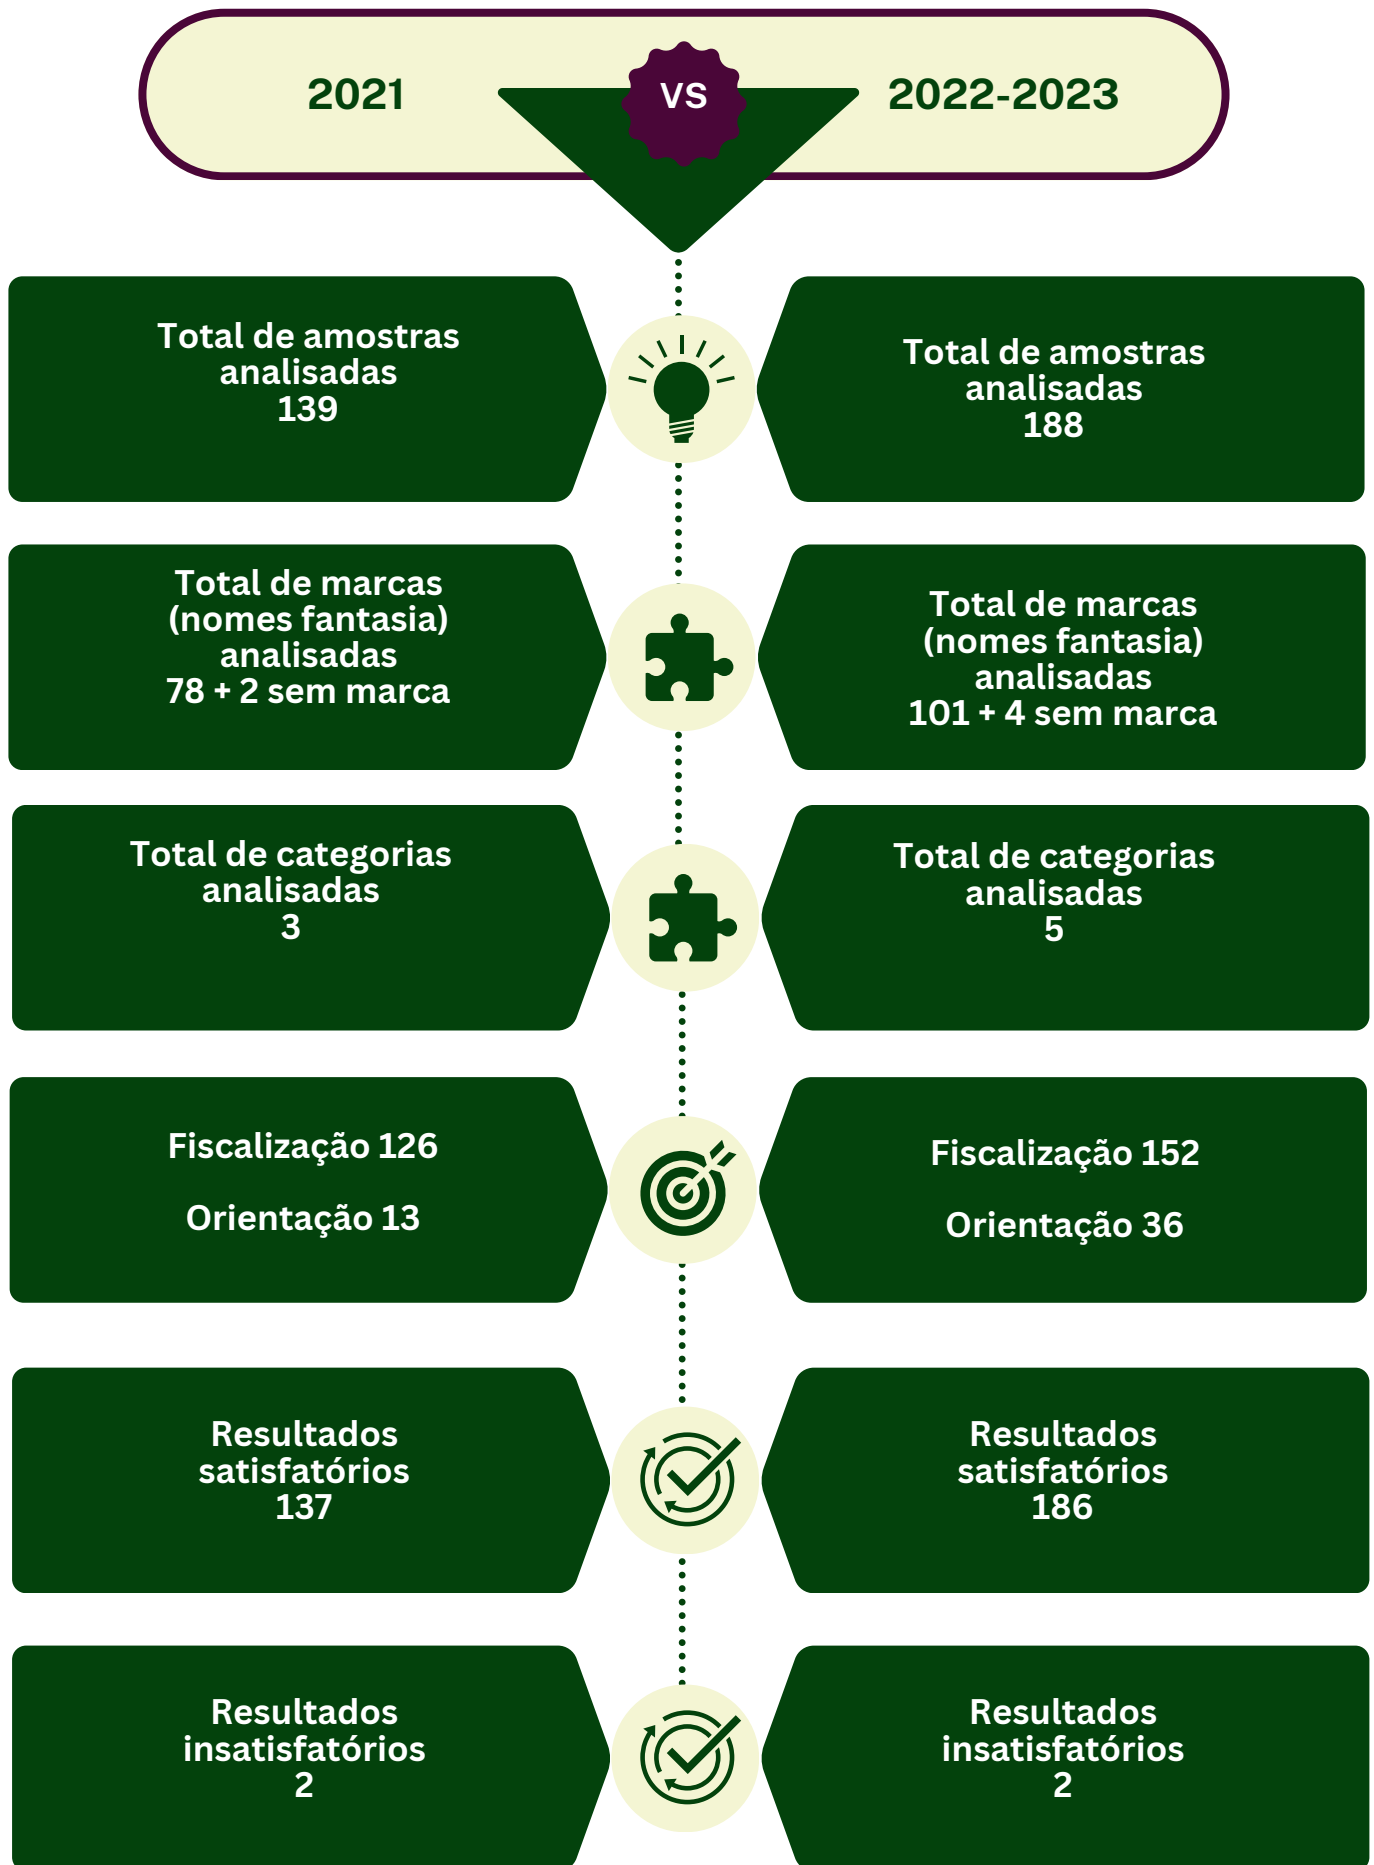 2021
VS
2022-2023
Total de amostras
analisadas
139
Total de amostras
analisadas
188
Total de marcas
(nomes fantasia)
analisadas
78 + 2 sem marca
Total de marcas
(nomes fantasia)
analisadas
101 + 4 sem marca
Total de categorias
analisadas
3
Total de categorias
analisadas
5
Fiscalização 126
Orientação 13
Fiscalização 152
Orientação 36
Resultados
satisfatórios
137
Resultados
satisfatórios
186
Resultados
insatisfatórios
2
Resultados
insatisfatórios
2